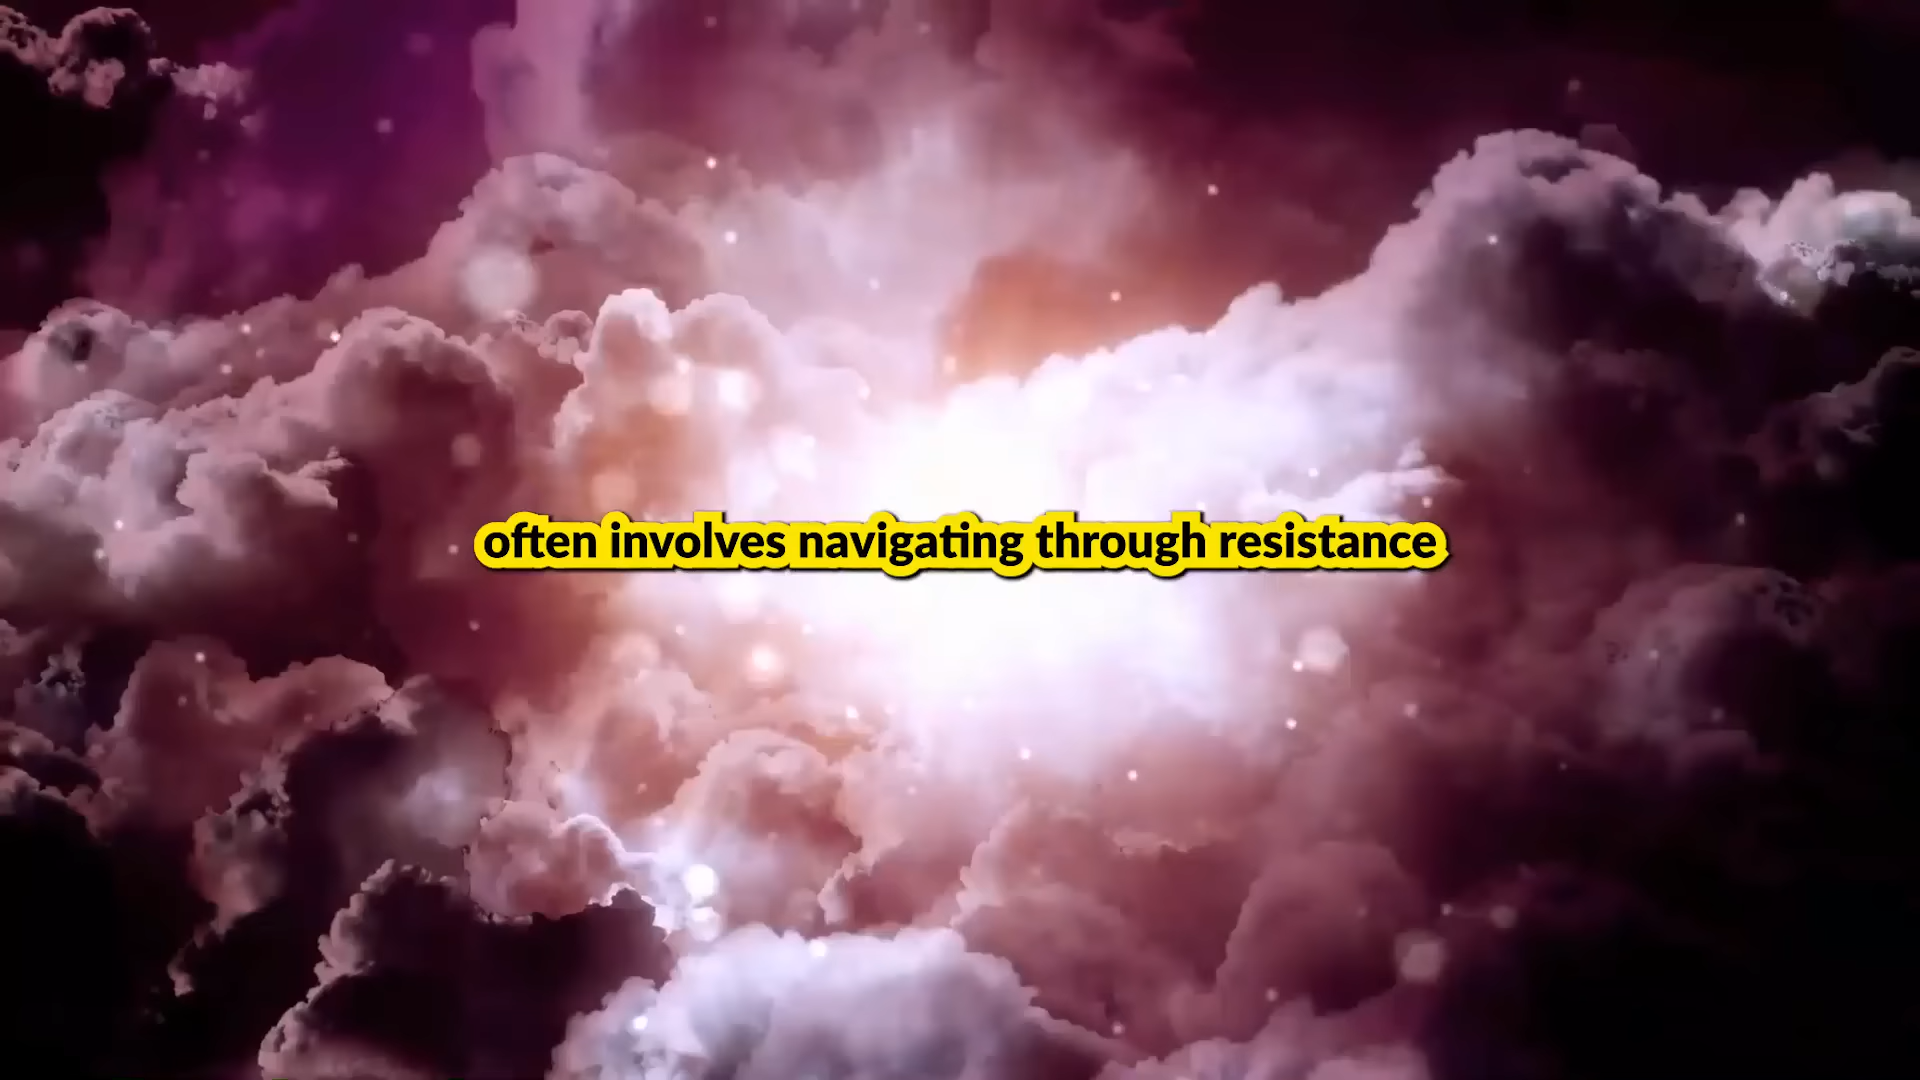 often involves navigating through resistance